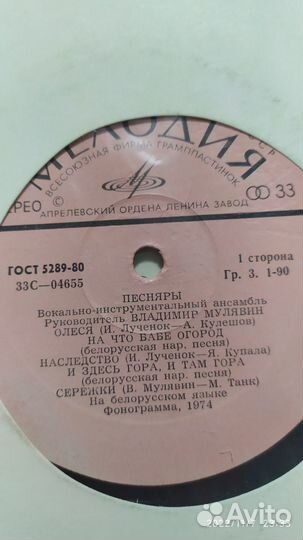 СССР
МЕЛОДИЯ
ВСЕСОЮЗНАЯ ФИРМА ГРАМПЛАСТИНОК
СТЕРЕО
33
АПРЕЛЕВСКИЙ ОРДЕНА ЛЕНИНА ЗАВОД
ГОСТ 5289-80
33С—04655
1 сторона
Гр. 3. 1-90
ПЕСНЯРЫ
Вокально-инструментальный ансамбль
Руководитель ВЛАДИМИР МУЛЯВИН
ОЛЕСЯ (И. Лученок—А. Кулешов)
НА ЧТО БАБЕ ОГОРОД
(белорусская нар. песня)
НАСЛЕДСТВО (И. Лученок—Я. Купала)
И ЗДЕСЬ ГОРА, И ТАМ ГОРА
(белорусская нар. песня)
СЕРЕЖКИ (В. Мулявин—М. Танк)
На белорусском языке
Фонограмма, 1974
Avito